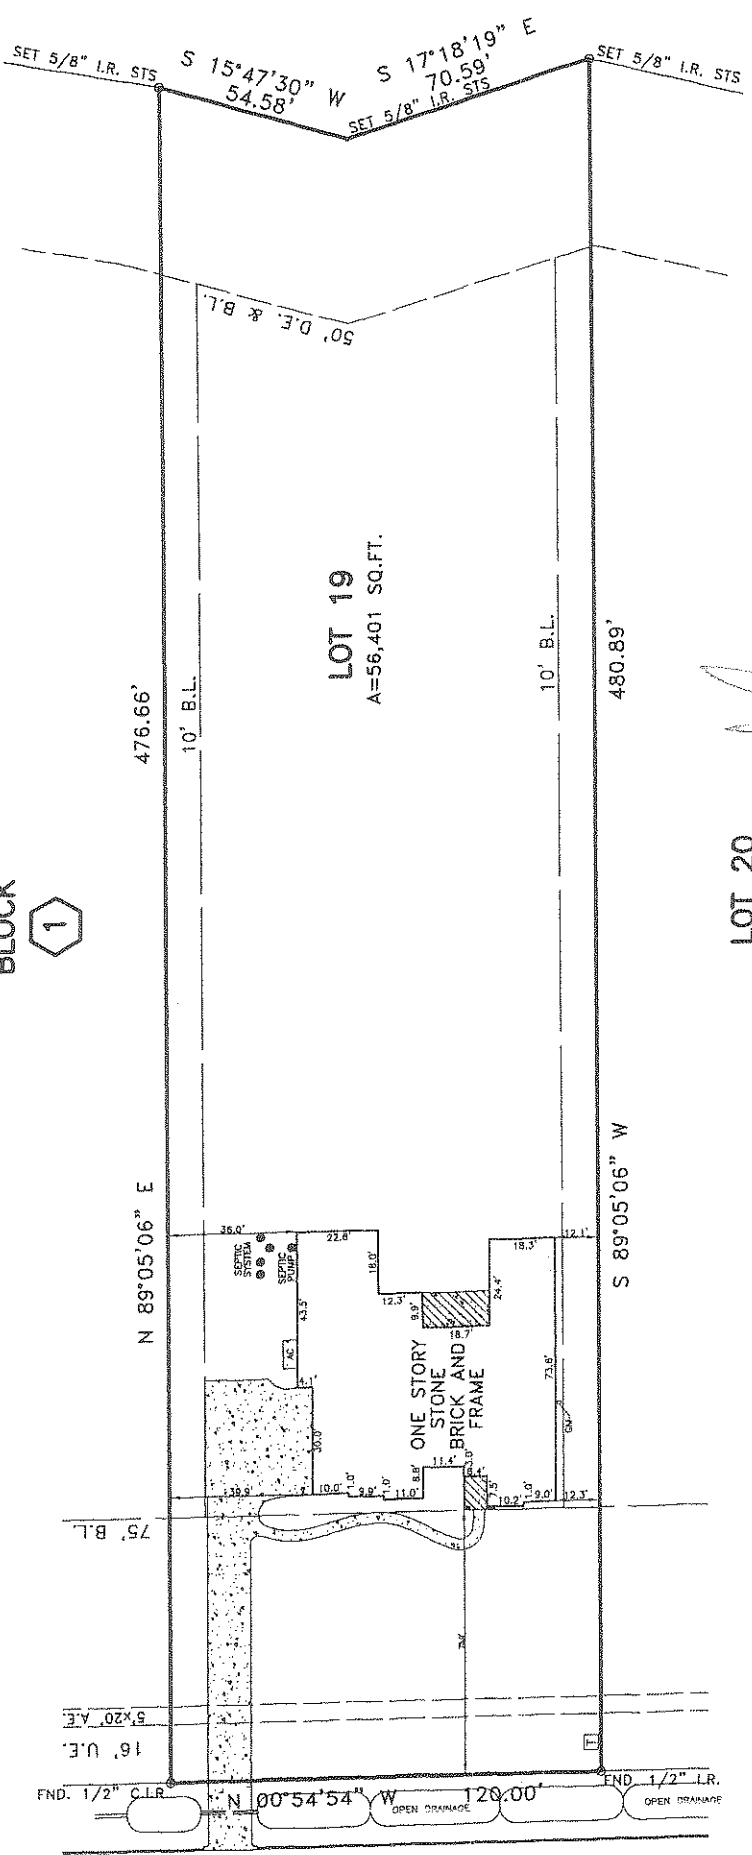 SET 5/8" I.R. STS
S 15°47'30" W
54.58'
S 17°18'19" E
70.59'
SET 5/8" I.R. STS
SET 5/8" I.R. STS
50' D.E. & B.L.
LOT 19
A=56,401 SQ.FT.
476.66'
10' B.L.
10' B.L.
480.89'
BLOCK
1
LOT 20
N 89°05'06" E
S 89°05'06" W
36.0'
22.6'
18.3'
12.1'
SEPTIC
SYSTEM
SEPTIC
PUMP
18.0'
12.3'
9.9'
24.4'
18.7'
43.5'
AC
4.1'
ONE STORY
STONE
BRICK AND
FRAME
73.6'
30.0'
GM
39.9'
10.0'
1.0'
9.9'
1.0'
11.0'
8.8'
11.4'
3.0'
6.4'
7.5'
10.2'
1.0'
9.0'
12.3'
75' B.L.
5'x20' A.E.
16' U.E.
T
FND. 1/2" C.I.R.
N 00°54'54" W
120.00'
FND 1/2" I.R.
OPEN DRAINAGE
OPEN DRAINAGE